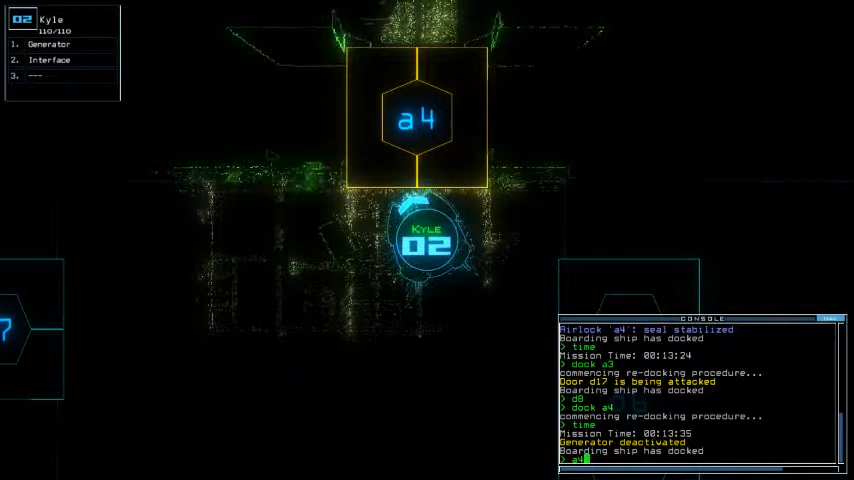 02 Kyle
110/110
1. Generator
2. Interface
3. ---
a4
KYLE
02
7
CONSOLE
Airlock 'a4': seal stabilized
Boarding ship has docked
> time
Mission Time: 00:13:24
> dock a3
commencing re-docking procedure...
Door d17 is being attacked
Boarding ship has docked
> d8
> dock a4
commencing re-docking procedure...
> time
Mission Time: 00:13:35
Generator deactivated
Boarding ship has docked
> a4